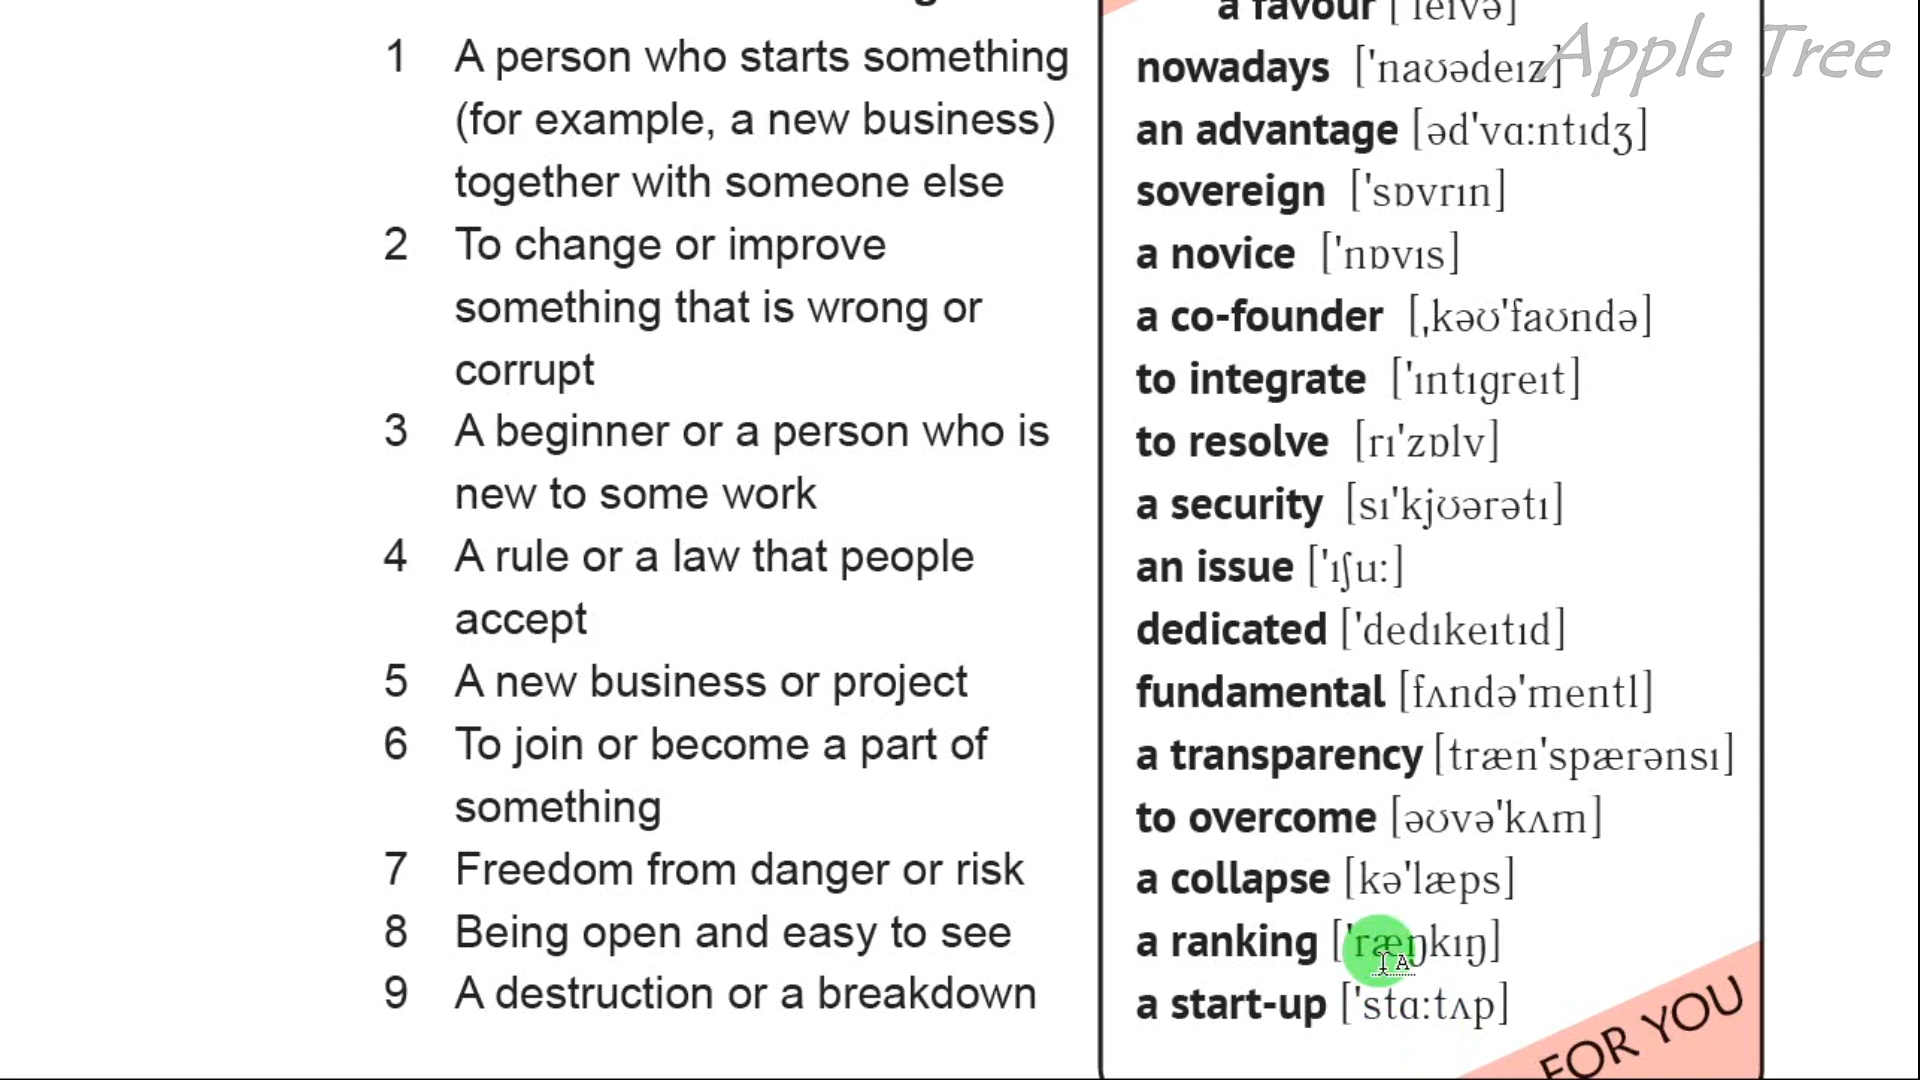 1 A person who starts something
(for example, a new business)
together with someone else
2 To change or improve
something that is wrong or
corrupt
3 A beginner or a person who is
new to some work
4 A rule or a law that people
accept
5 A new business or project
6 To join or become a part of
something
7 Freedom from danger or risk
8 Being open and easy to see
9 A destruction or a breakdown
a favour ['feɪvə]
nowadays ['naʊədeɪz]
an advantage [əd'vɑ:ntɪdʒ]
sovereign ['sɒvrɪn]
a novice ['nɒvɪs]
a co-founder [ˌkəʊ'faʊndə]
to integrate ['ɪntɪgreɪt]
to resolve [rɪ'zɒlv]
a security [sɪ'kjʊərətɪ]
an issue ['ɪʃu:]
dedicated ['dedɪkeɪtɪd]
fundamental [fʌndə'mentl]
a transparency [træn'spærənsɪ]
to overcome [əʊvə'kʌm]
a collapse [kə'læps]
a ranking ['ræŋkɪŋ]
a start-up ['stɑ:tʌp]
FOR YOU
Apple Tree